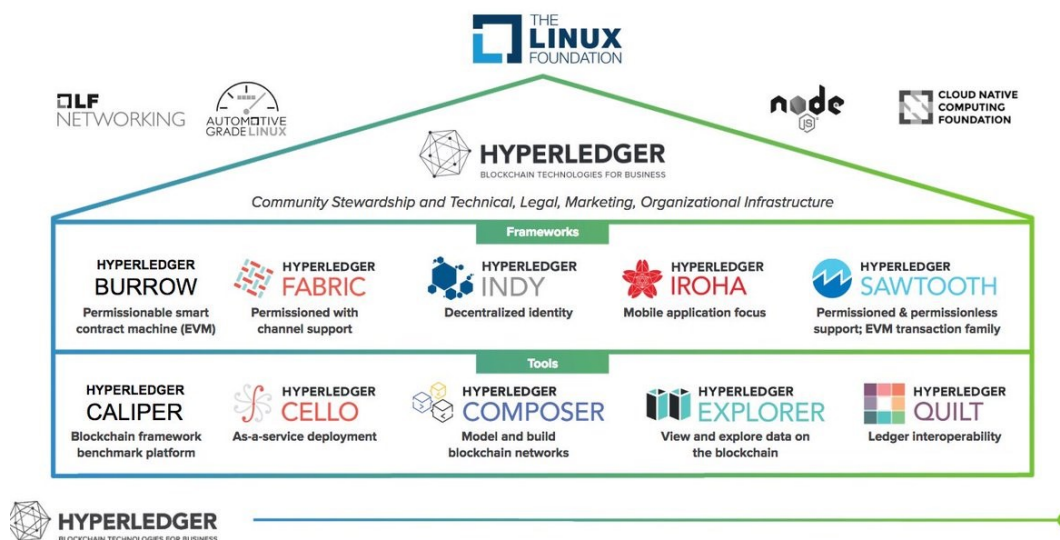 THE
LINUX
FOUNDATION
LF
NETWORKING
AUTOMOTIVE
GRADELINUX
node
JS
CLOUD NATIVE
COMPUTING
FOUNDATION
HYPERLEDGER
BLOCKCHAIN TECHNOLOGIES FOR BUSINESS
Community Stewardship and Technical, Legal, Marketing, Organizational Infrastructure
Frameworks
HYPERLEDGER
BURROW
Permissionable smart
contract machine (EVM)
HYPERLEDGER
FABRIC
Permissioned with
channel support
HYPERLEDGER
INDY
Decentralized identity
HYPERLEDGER
IROHA
Mobile application focus
HYPERLEDGER
SAWTOOTH
Permissioned & permissionless
support; EVM transaction family
Tools
HYPERLEDGER
CALIPER
Blockchain framework
benchmark platform
HYPERLEDGER
CELLO
As-a-service deployment
HYPERLEDGER
COMPOSER
Model and build
blockchain networks
HYPERLEDGER
EXPLORER
View and explore data on
the blockchain
HYPERLEDGER
QUILT
Ledger interoperability
HYPERLEDGER
BLOCKCHAIN TECHNOLOGIES FOR BUSINESS